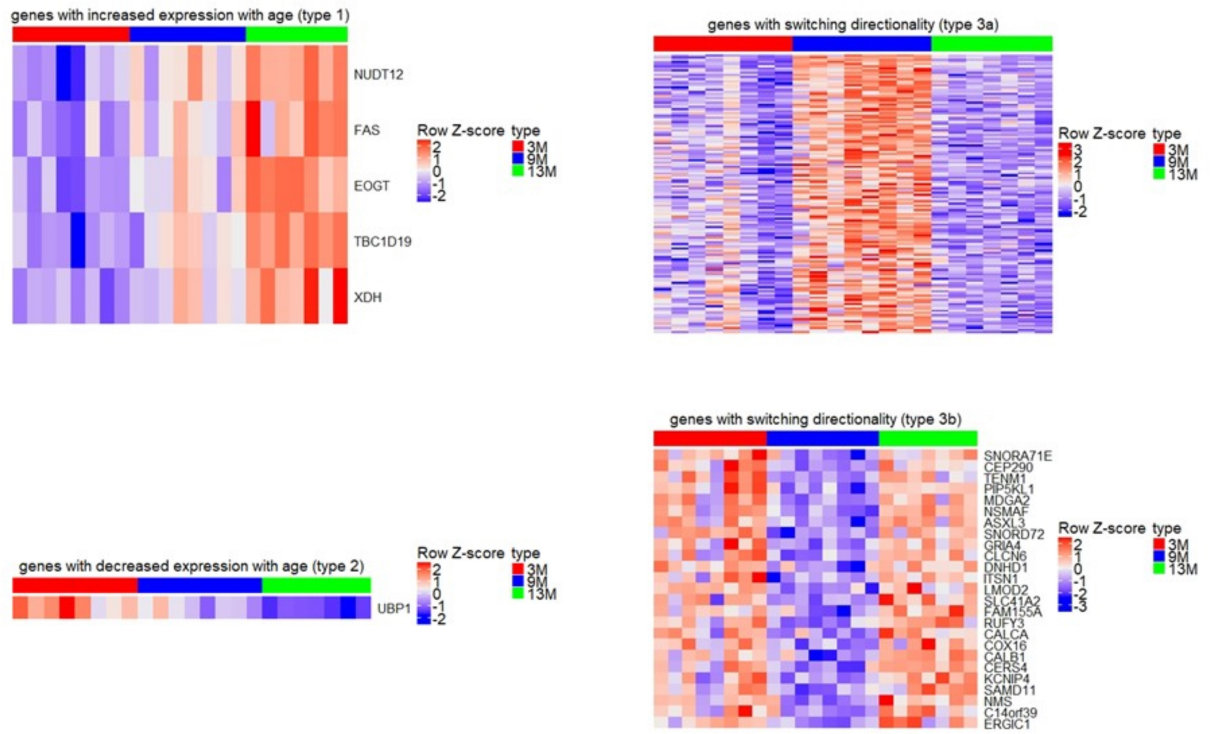 genes with increased expression with age (type 1)
NUDT12
FAS
EOGT
TBC1D19
XDH
Row Z-score type
2
1
0
-1
-2
3M
9M
13M
genes with switching directionality (type 3a)
Row Z-score type
3
2
1
0
-1
-2
3M
9M
13M
genes with decreased expression with age (type 2)
UBP1
Row Z-score type
2
1
0
-1
-2
3M
9M
13M
genes with switching directionality (type 3b)
SNORA71E
CEP290
TENM1
PIP5KL1
MDGA2
NSMAF
ASXL3
SNORD72
GRIA4
CLCN6
DNHD1
ITSN1
LMOD2
SLC41A2
FAM155A
RUFY3
CALCA
COX16
CALB1
CERS4
KCNIP4
SAMD11
NMS
C14orf39
ERGIC1
Row Z-score type
2
1
0
-1
-2
-3
3M
9M
13M